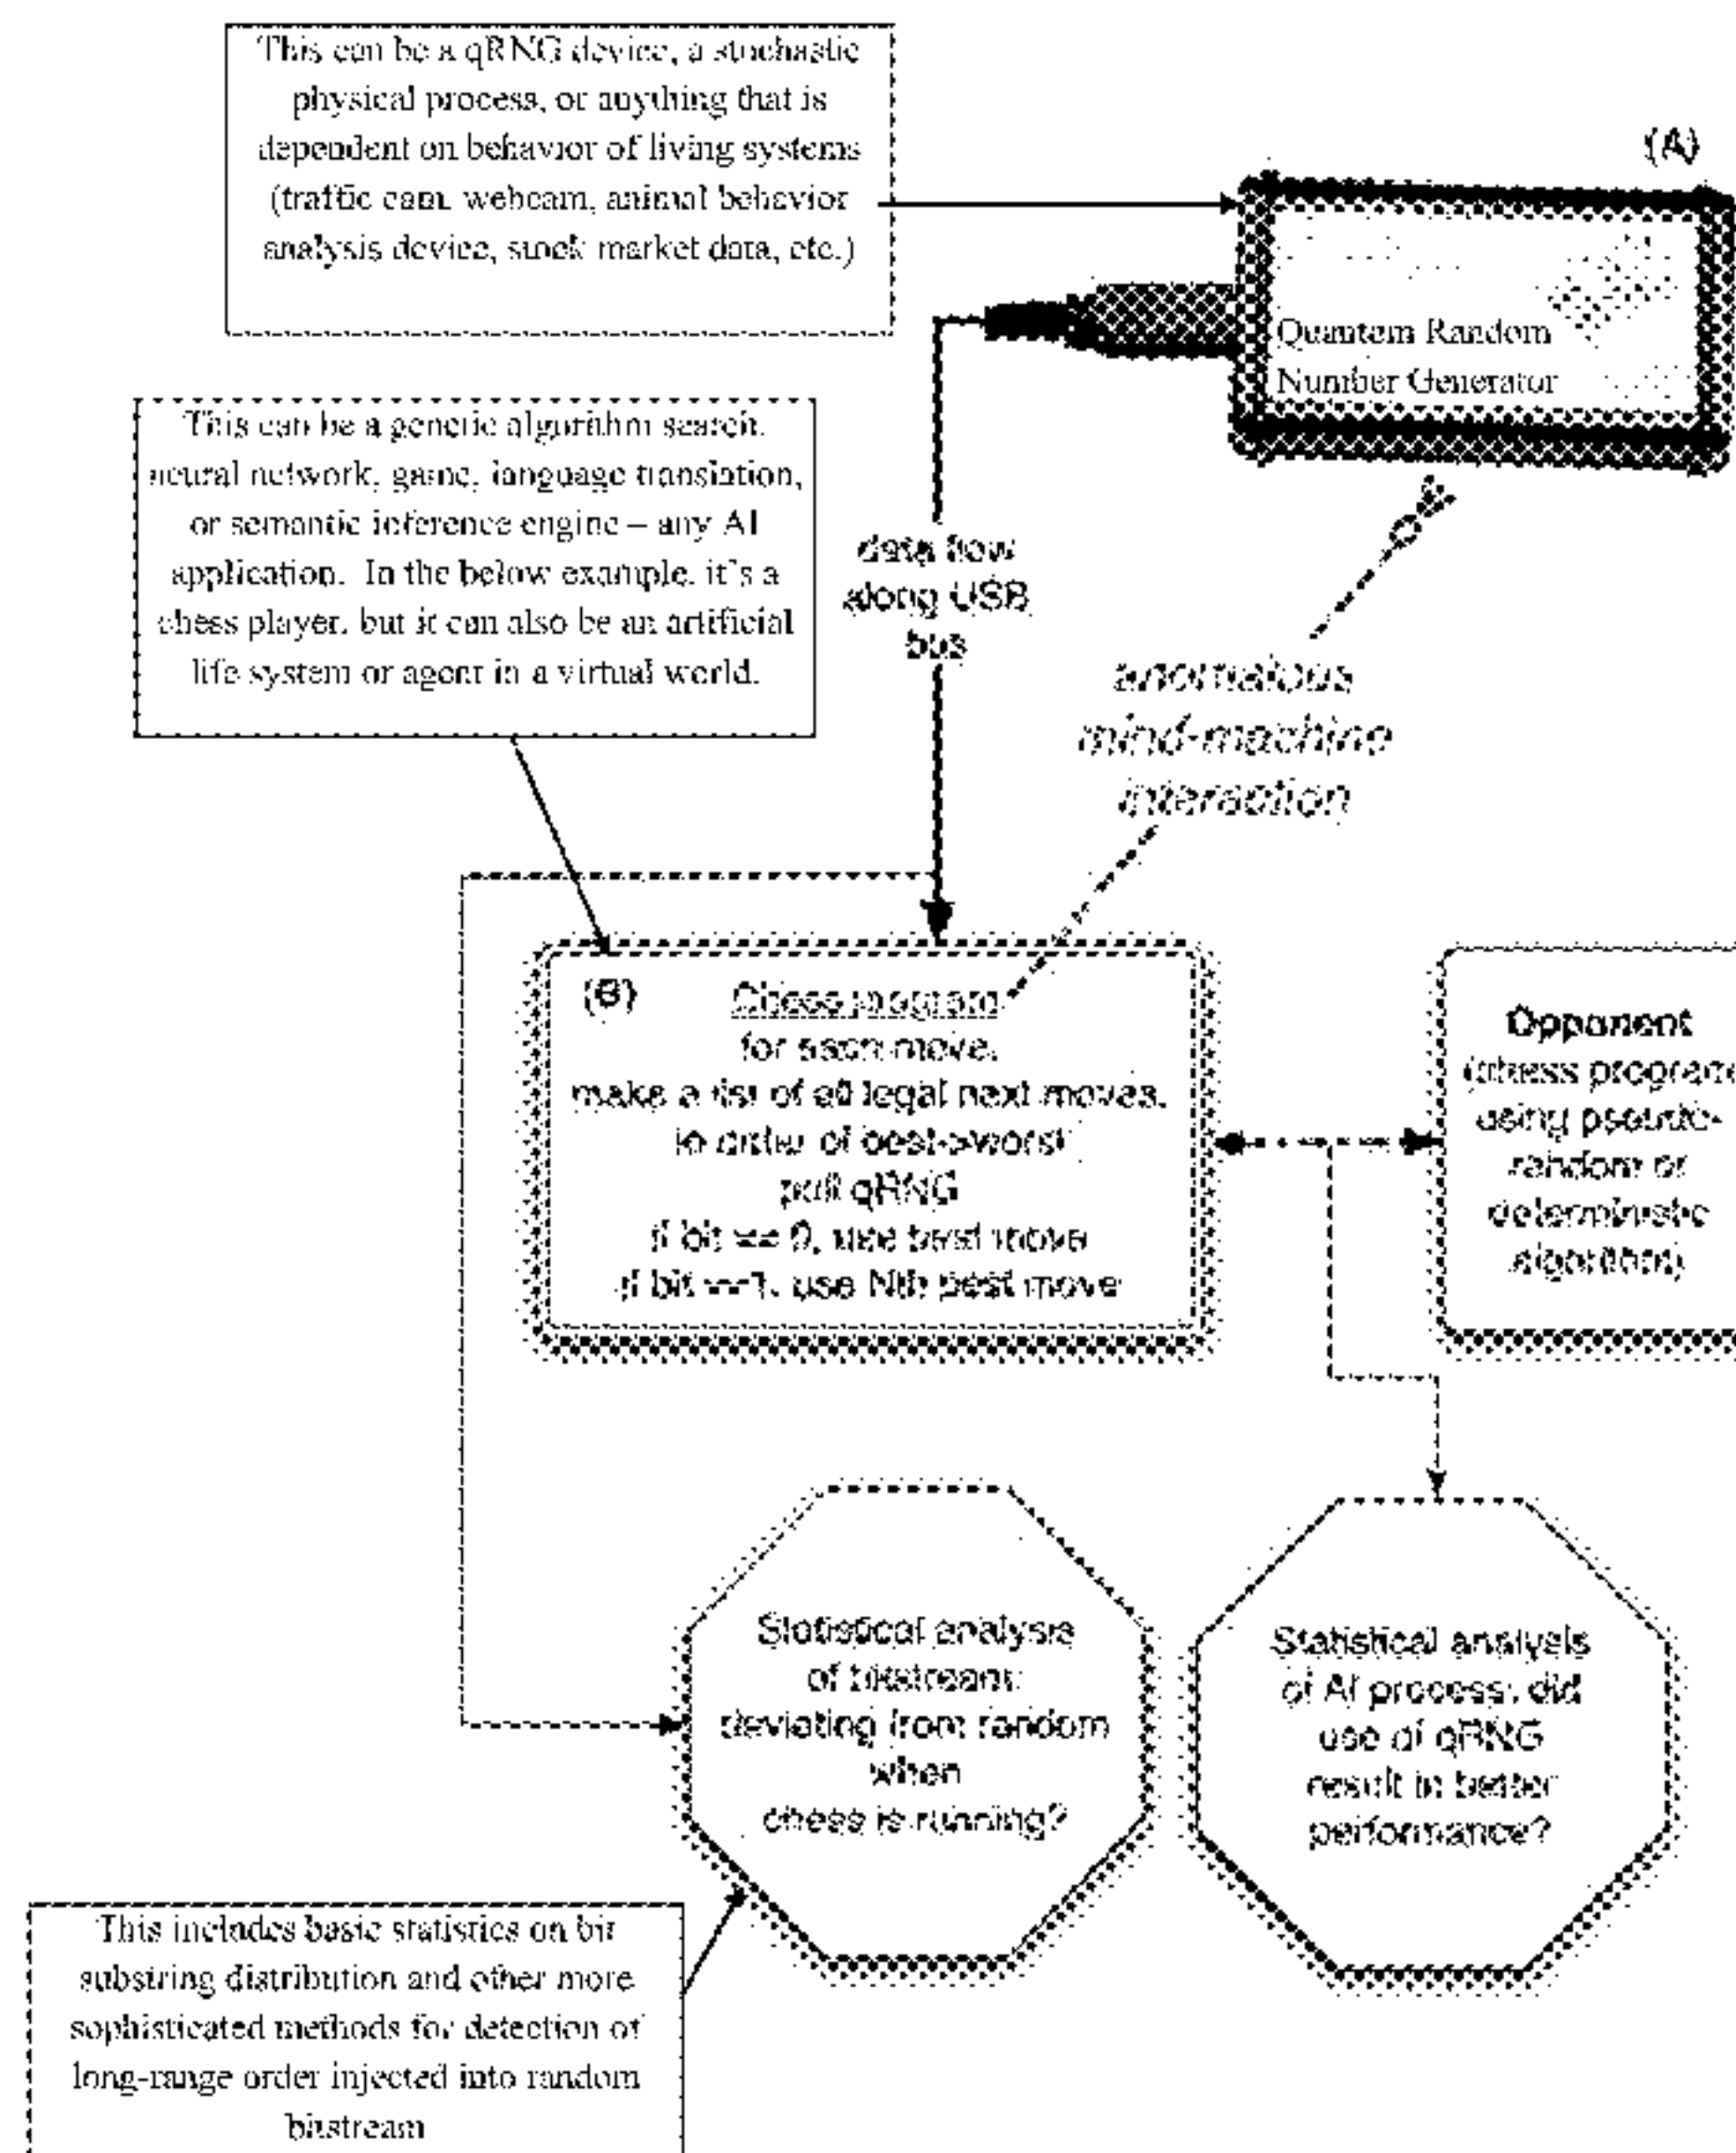 This can be a qRNG device, a stochastic
physical process, or anything that is
dependent on behavior of living systems
(traffic cam, webcam, animal behavior
analysis device, stock market data, etc.)
(A)
Quantum Random
Number Generator
This can be a genetic algorithm search,
neural network, game, language translation,
or semantic inference engine – any AI
application. In the below example, it's a
chess player, but it can also be an artificial
life system or agent in a virtual world.
data flow
along USB
bus
anomalous
mind-machine
interaction
(B)
Chess program
for each move,
make a list of all legal next moves,
in order of best->worst
pull qRNG
if bit == 0, use best move
if bit ==1, use Nth best move
Opponent
(chess program
using pseudo-
random or
deterministic
algorithm)
Statistical analysis
of bitstream:
deviating from random
when
chess is running?
Statistical analysis
of AI process: did
use of qRNG
result in better
performance?
This includes basic statistics on bit
substring distribution and other more
sophisticated methods for detection of
long-range order injected into random
bitstream